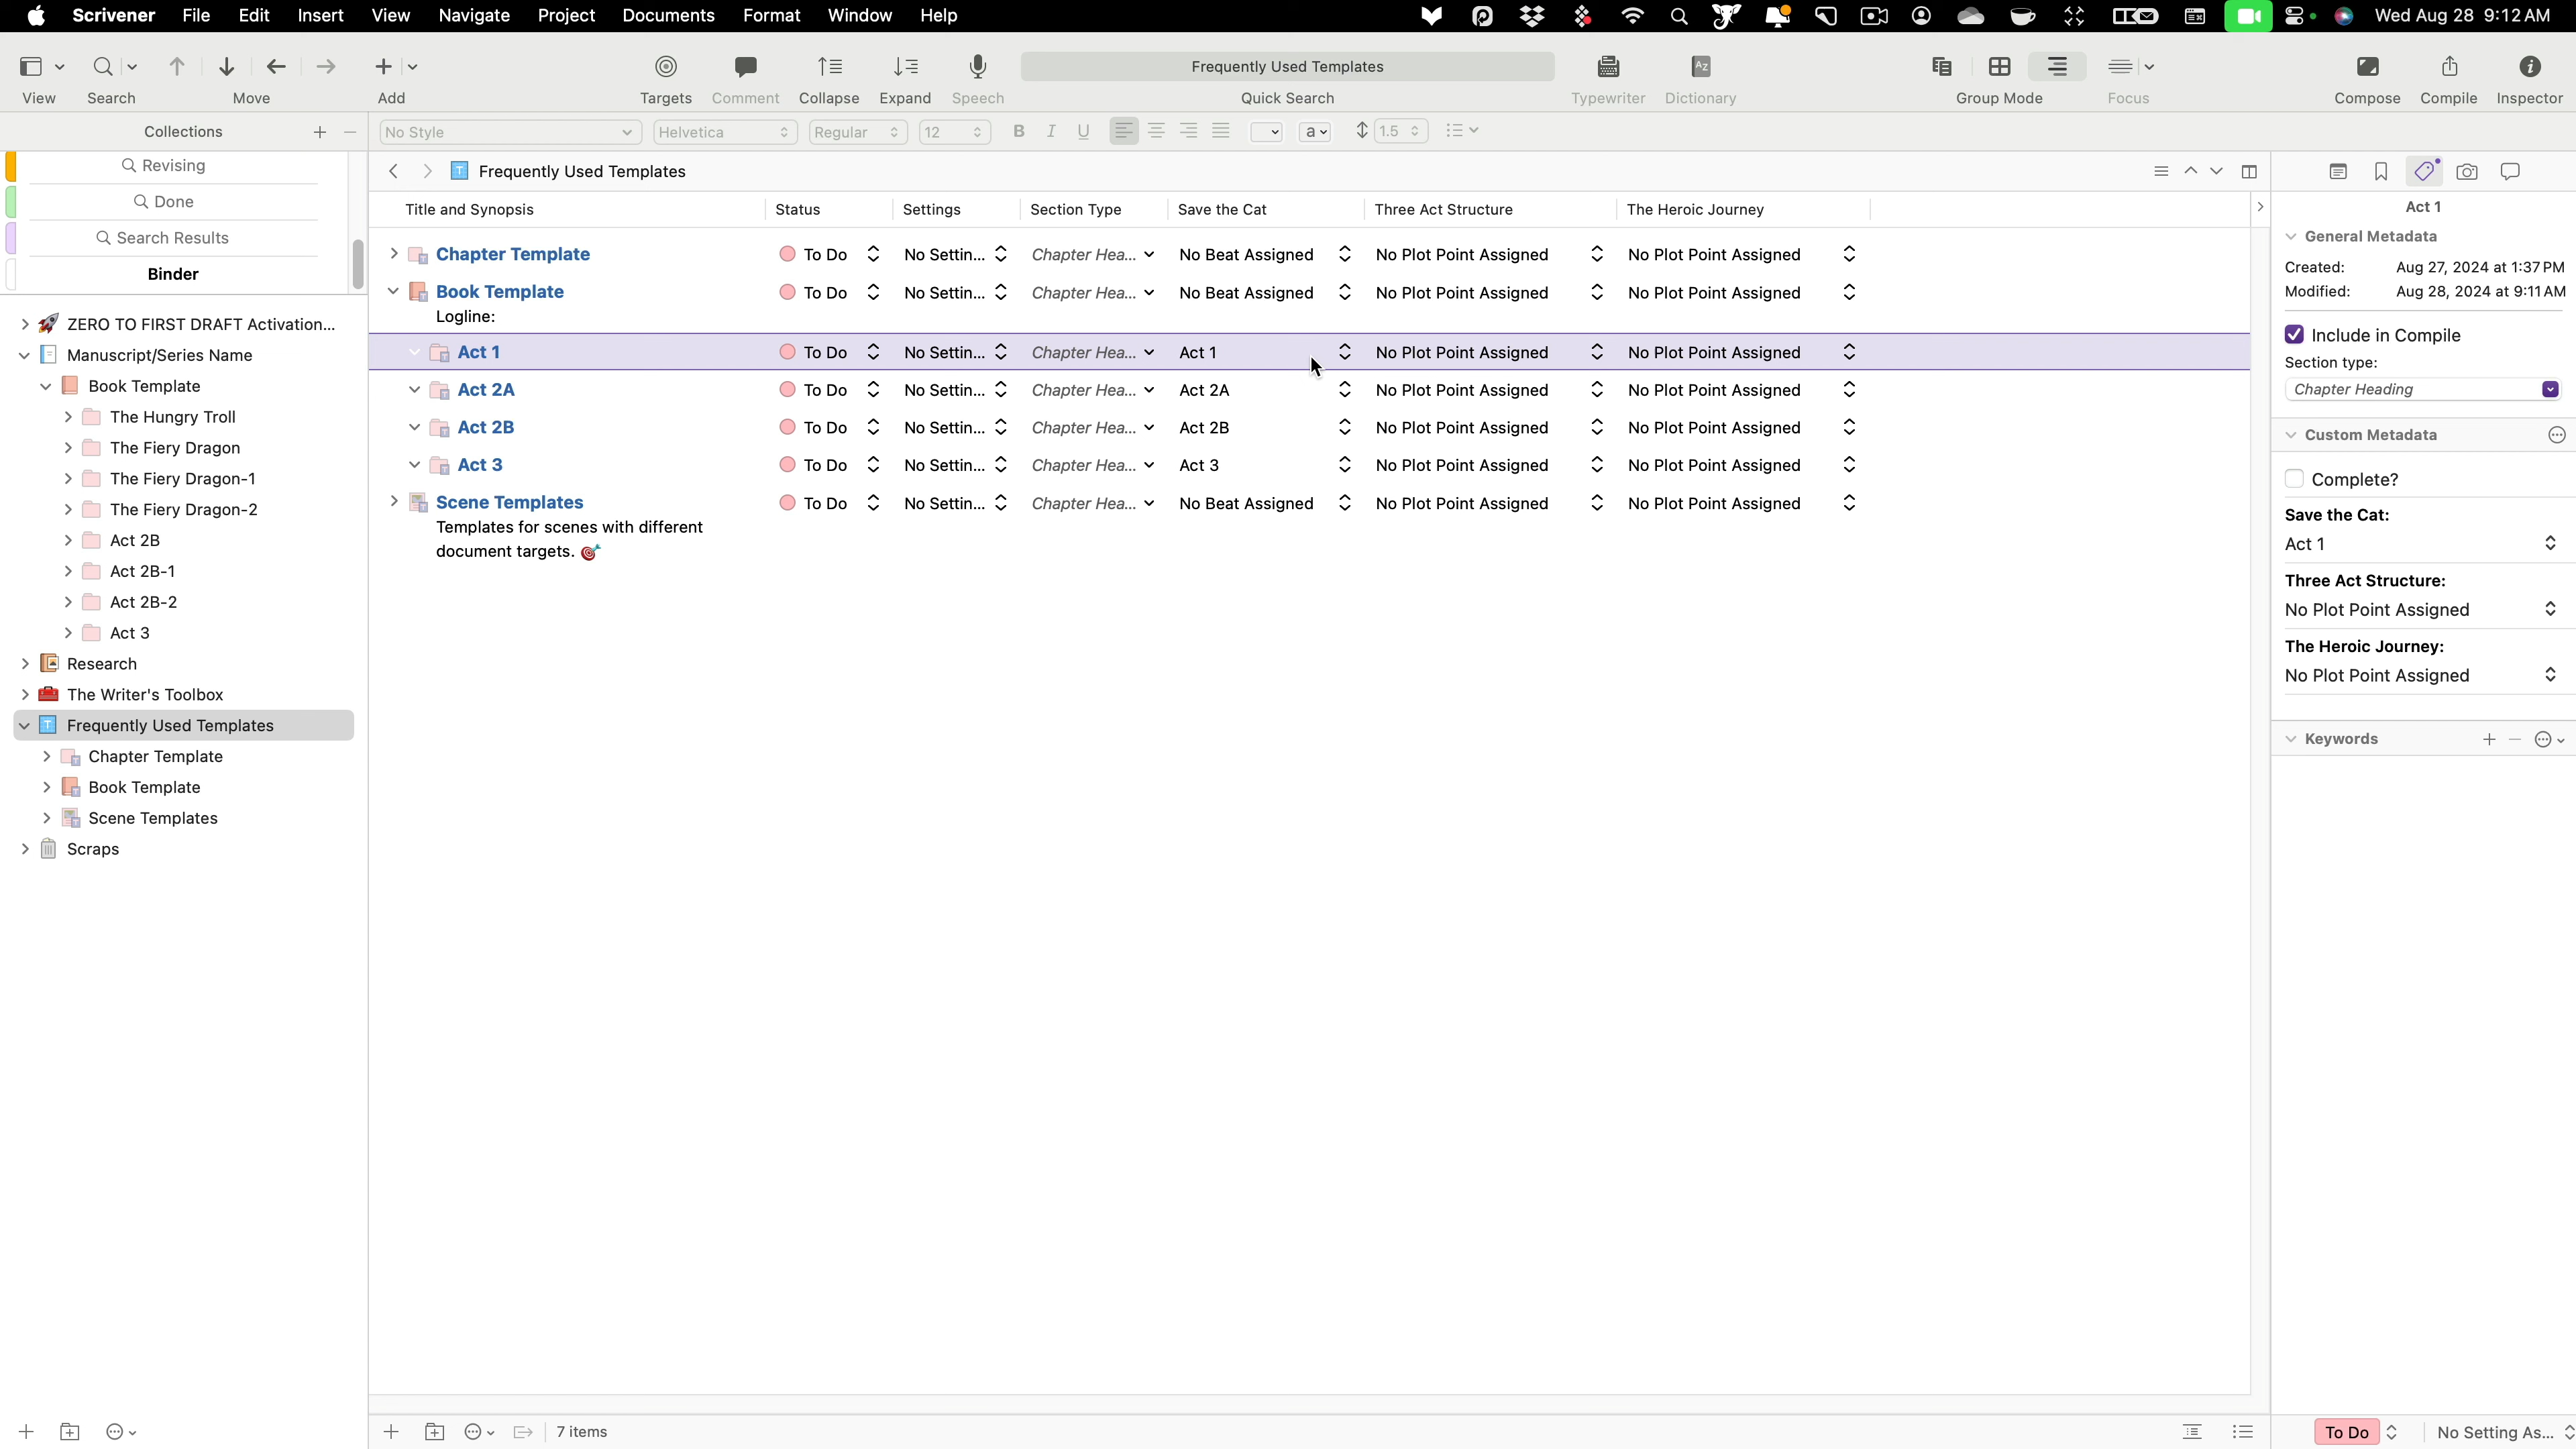 Scrivener File Edit Insert View Navigate Project Documents Format Window Help Wed Aug 28 9:12 AM
View Search Move Add Targets Comment Collapse Expand Speech Frequently Used Templates Quick Search Typewriter Dictionary Group Mode Focus Compose Compile Inspector
Collections
No Style Helvetica Regular 12 B I U a 1.5
Revising
Done
Search Results
Binder
ZERO TO FIRST DRAFT Activation...
Manuscript/Series Name
Book Template
The Hungry Troll
The Fiery Dragon
The Fiery Dragon-1
The Fiery Dragon-2
Act 2B
Act 2B-1
Act 2B-2
Act 3
Research
The Writer's Toolbox
Frequently Used Templates
Chapter Template
Book Template
Scene Templates
Scraps
Frequently Used Templates
Title and Synopsis Status Settings Section Type Save the Cat Three Act Structure The Heroic Journey
Chapter Template To Do No Settin... Chapter Hea... No Beat Assigned No Plot Point Assigned No Plot Point Assigned
Book Template To Do No Settin... Chapter Hea... No Beat Assigned No Plot Point Assigned No Plot Point Assigned
Logline:
Act 1 To Do No Settin... Chapter Hea... Act 1 No Plot Point Assigned No Plot Point Assigned
Act 2A To Do No Settin... Chapter Hea... Act 2A No Plot Point Assigned No Plot Point Assigned
Act 2B To Do No Settin... Chapter Hea... Act 2B No Plot Point Assigned No Plot Point Assigned
Act 3 To Do No Settin... Chapter Hea... Act 3 No Plot Point Assigned No Plot Point Assigned
Scene Templates To Do No Settin... Chapter Hea... No Beat Assigned No Plot Point Assigned No Plot Point Assigned
Templates for scenes with different
document targets. 🎯
7 items
Act 1
General Metadata
Created: Aug 27, 2024 at 1:37 PM
Modified: Aug 28, 2024 at 9:11 AM
Include in Compile
Section type:
Chapter Heading
Custom Metadata
Complete?
Save the Cat:
Act 1
Three Act Structure:
No Plot Point Assigned
The Heroic Journey:
No Plot Point Assigned
Keywords
To Do No Setting As...